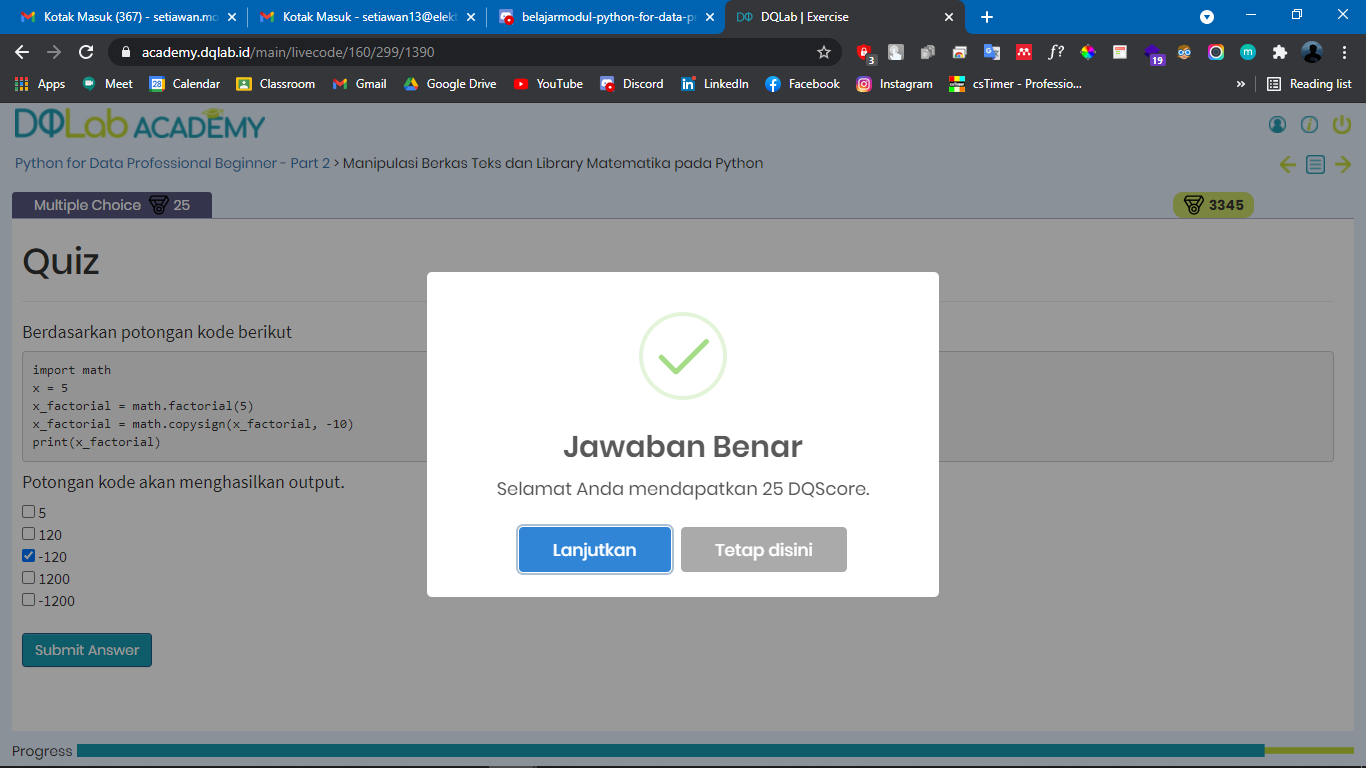 Kotak Masuk (367) - setiawan.mo
Kotak Masuk - setiawan13@elekt
belajarmodul-python-for-data-p
DQLab | Exercise
academy.dqlab.id/main/livecode/160/299/1390
3
f?
19
m
Apps
Meet
28
Calendar
Classroom
Gmail
Google Drive
YouTube
Discord
LinkedIn
Facebook
Instagram
csTimer - Professio...
»
Reading list
DQLab ACADEMY
Python for Data Professional Beginner - Part 2 > Manipulasi Berkas Teks dan Library Matematika pada Python
Multiple Choice 25
3345
Quiz
Berdasarkan potongan kode berikut
import math
x = 5
x_factorial = math.factorial(5)
x_factorial = math.copysign(x_factorial, -10)
print(x_factorial)
Potongan kode akan menghasilkan output.
5
120
-120
1200
-1200
Submit Answer
Jawaban Benar
Selamat Anda mendapatkan 25 DQScore.
Lanjutkan
Tetap disini
Progress